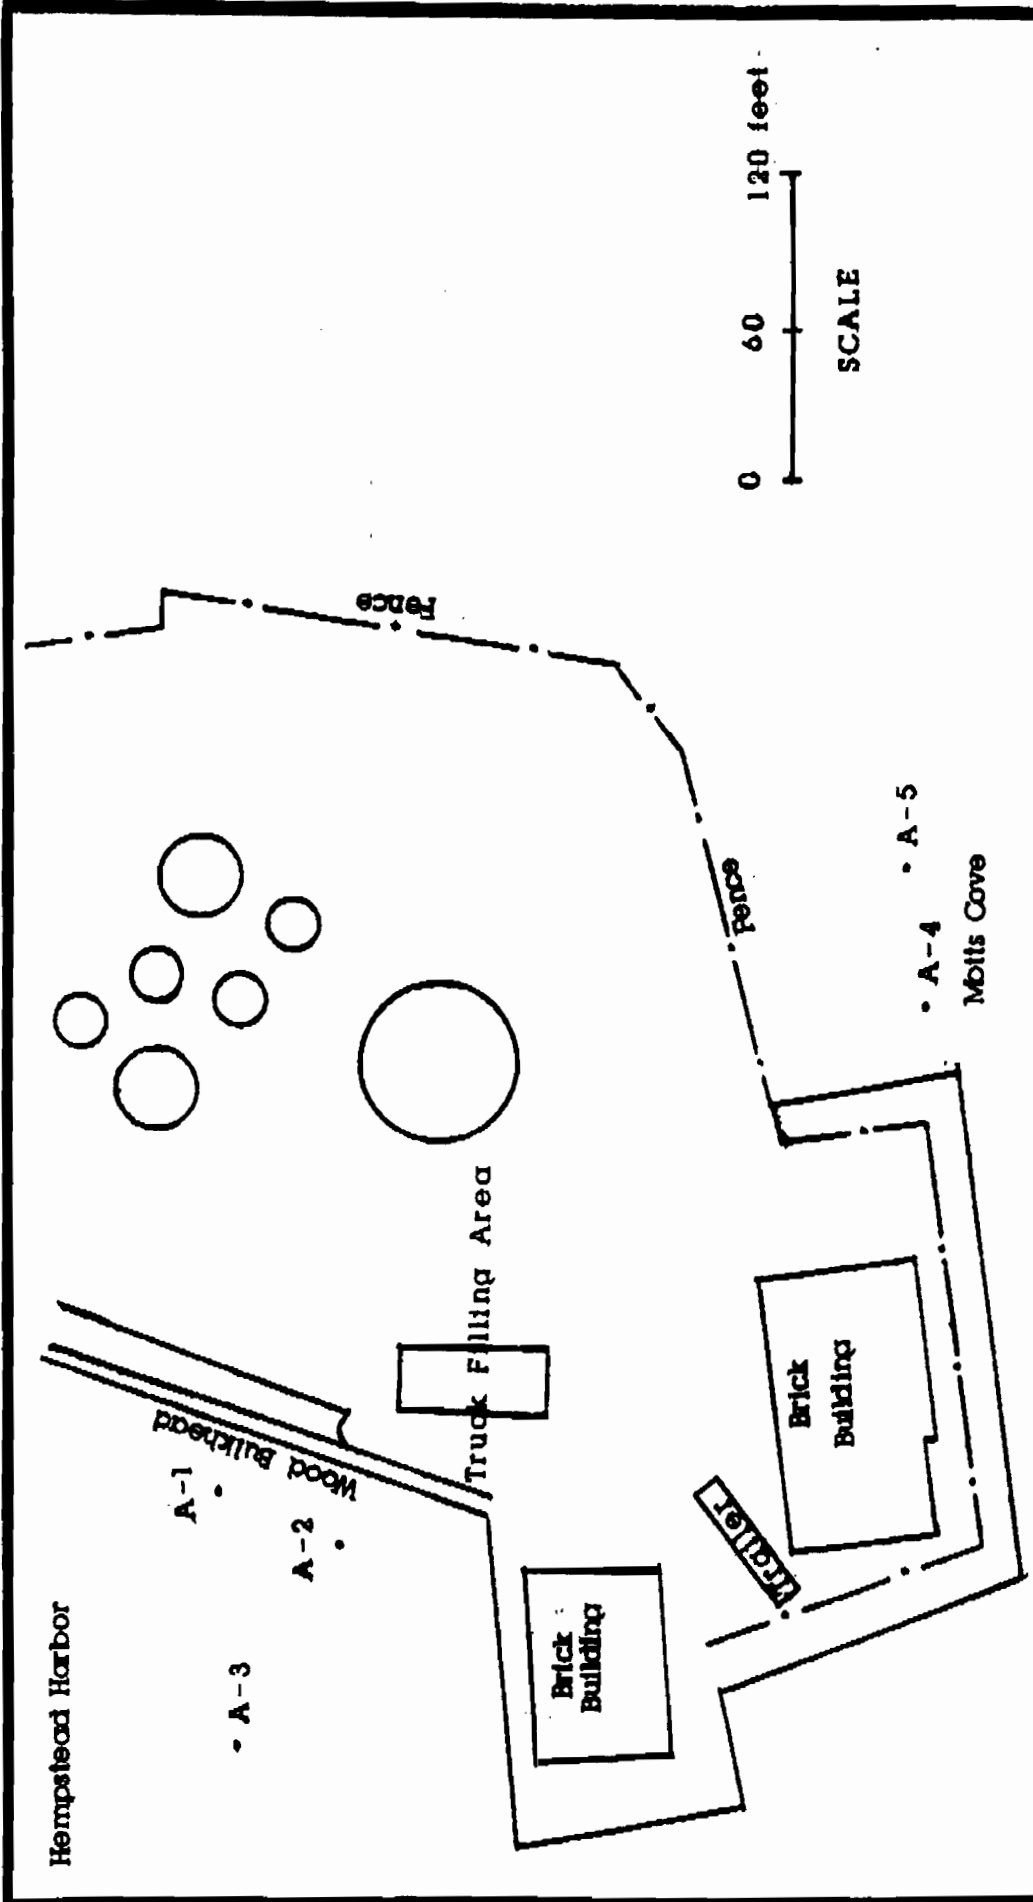 Hempstead Harbor
A-3
A-2
A-1
Wood Bulkhead
Truck Filling Area
Brick
Building
Trailer
Brick
Building
Fence
Fence
A-4
A-5
Motts Cove
0 60 120 feet
SCALE